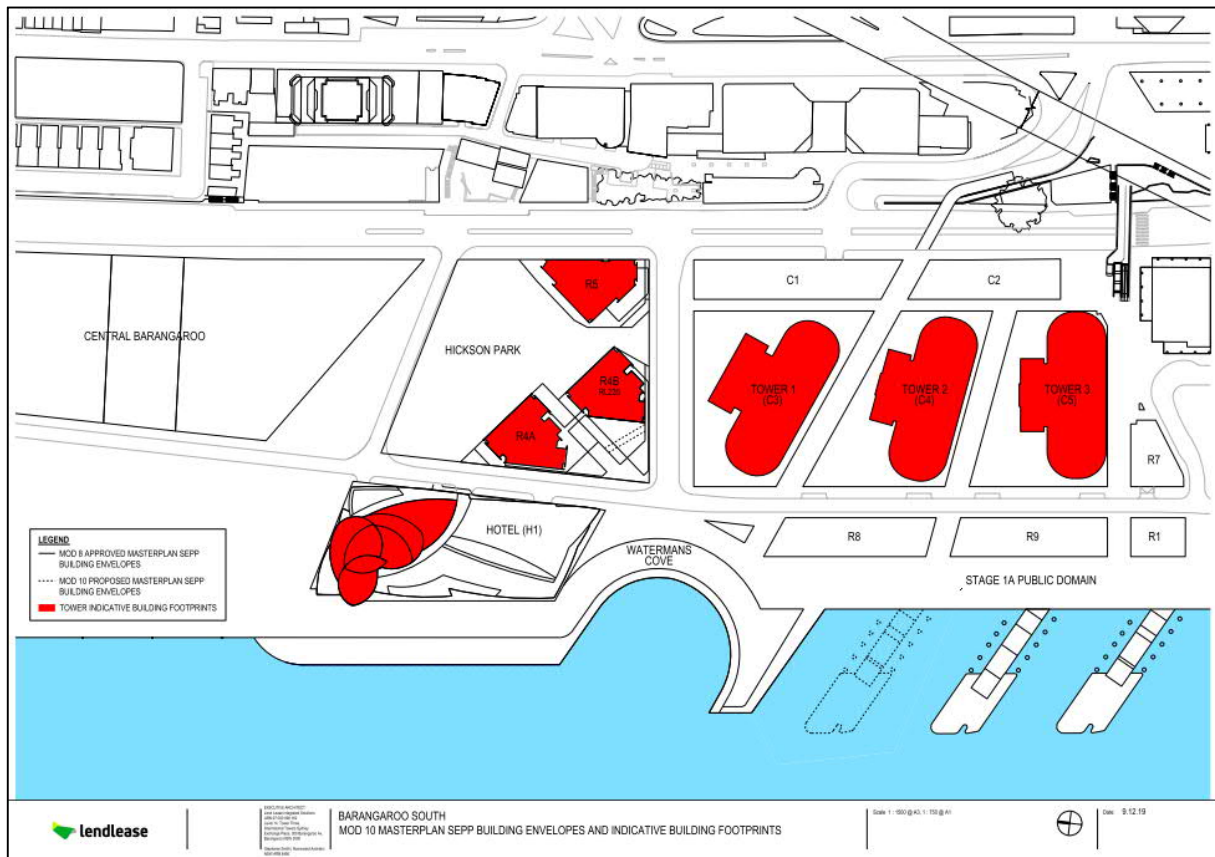 C1
C2
R5
CENTRAL BARANGAROO
HICKSON PARK
R4B
RL235
R4A
TOWER 1
(C3)
TOWER 2
(C4)
TOWER 3
(C5)
R7
HOTEL (H1)
WATERMANS
COVE
R8
R9
R1
STAGE 1A PUBLIC DOMAIN
LEGEND
MOD 8 APPROVED MASTERPLAN SEPP
BUILDING ENVELOPES
MOD 10 PROPOSED MASTERPLAN SEPP
BUILDING ENVELOPES
TOWER INDICATIVE BUILDING FOOTPRINTS
lendlease
EXECUTIVE ARCHITECT
BARANGAROO SOUTH
MOD 10 MASTERPLAN SEPP BUILDING ENVELOPES AND INDICATIVE BUILDING FOOTPRINTS
Date: 9.12.19